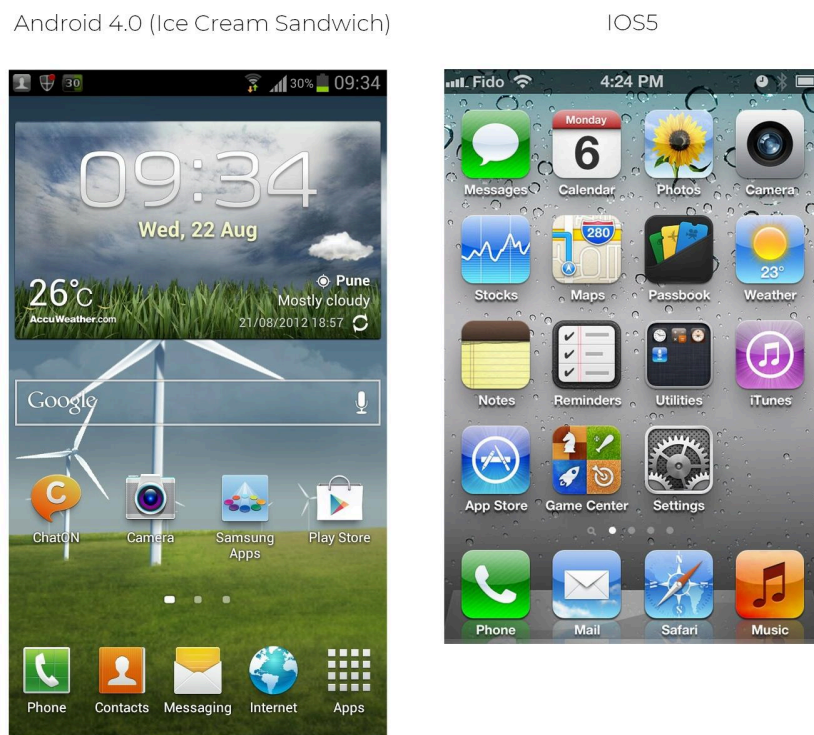 Android 4.0 (Ice Cream Sandwich)
IOS5
30
30% 09:34
09:34
Wed, 22 Aug
26°C
AccuWeather.com
Pune
Mostly cloudy
21/08/2012 18:57
Google
C
ChatON
Camera
Samsung
Apps
Play Store
Phone
Contacts
Messaging
Internet
Apps
Fido 4:24 PM
Monday
6
Messages Calendar Photos Camera
280
23°
Stocks Maps Passbook Weather
Notes Reminders Utilities iTunes
App Store Game Center Settings
N
S
Phone Mail Safari Music